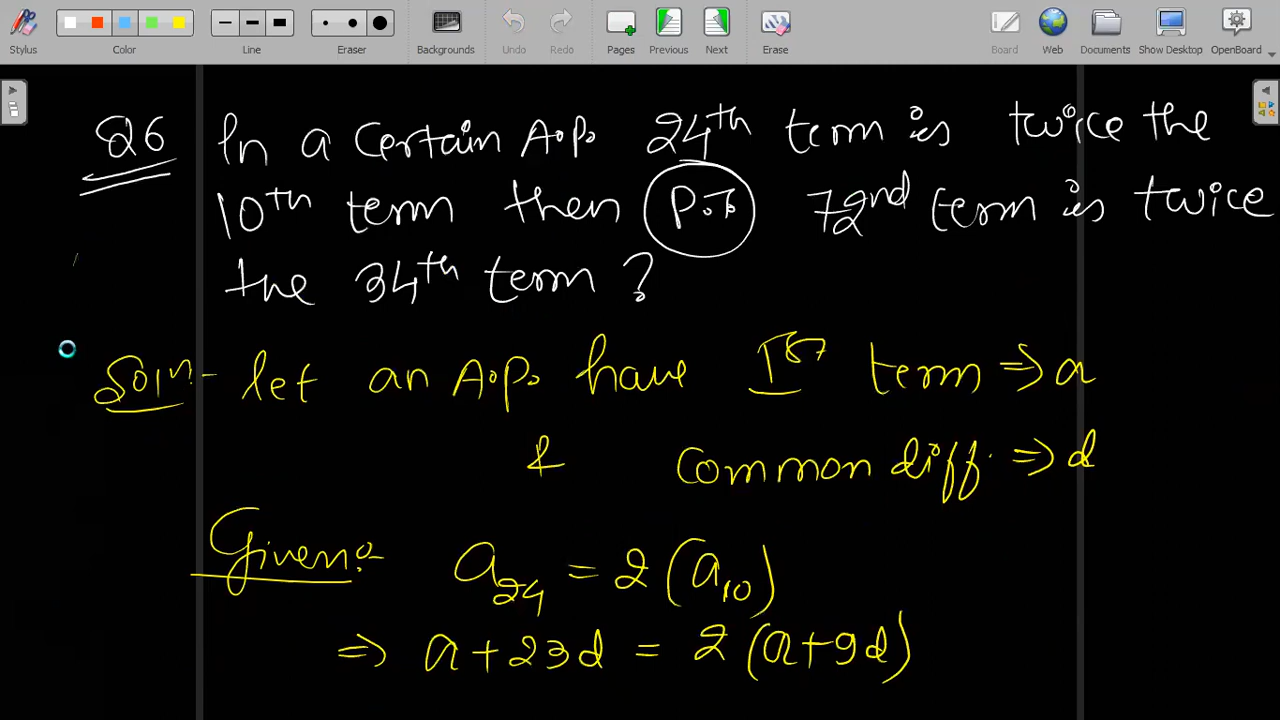 Stylus Color Line Eraser Backgrounds Undo Redo Pages Previous Next Erase Board Web Documents Show Desktop OpenBoard
Q6 In a Certain A.P. 24th term is twice the
10th term then P.T. 72nd term is twice
the 34th term ?
Soln:- let an A.P. have Ist term ⇒ a
& common diff. ⇒ d
Given:- a₂₄ = 2 (a₁₀)
⇒ a + 23d = 2 (a+9d)